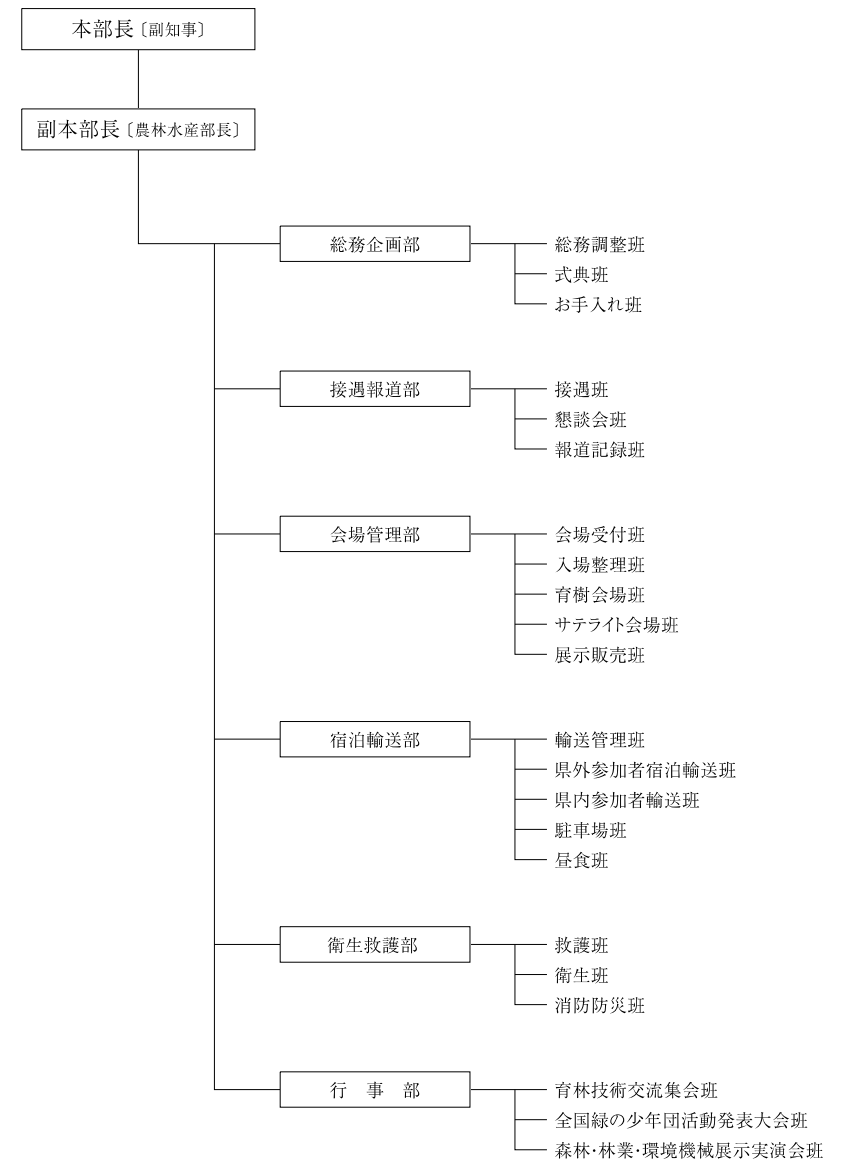 本部長〔副知事〕
副本部長〔農林水産部長〕
総務企画部
総務調整班
式典班
お手入れ班
接遇報道部
接遇班
懇談会班
報道記録班
会場管理部
会場受付班
入場整理班
育樹会場班
サテライト会場班
展示販売班
宿泊輸送部
輸送管理班
県外参加者宿泊輸送班
県内参加者輸送班
駐車場班
昼食班
衛生救護部
救護班
衛生班
消防防災班
行　事　部
育林技術交流集会班
全国緑の少年団活動発表大会班
森林・林業・環境機械展示実演会班